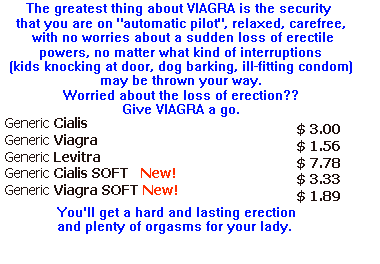 The greatest thing about VIAGRA is the security
that you are on "automatic pilot", relaxed, carefree,
with no worries about a sudden loss of erectile
powers, no matter what kind of interruptions
(kids knocking at door, dog barking, ill-fitting condom)
may be thrown your way.
Worried about the loss of erection??
Give VIAGRA a go.
Generic Cialis $ 3.00
Generic Viagra $ 1.56
Generic Levitra $ 7.78
Generic Cialis SOFT New! $ 3.33
Generic Viagra SOFT New! $ 1.89
You'll get a hard and lasting erection
and plenty of orgasms for your lady.